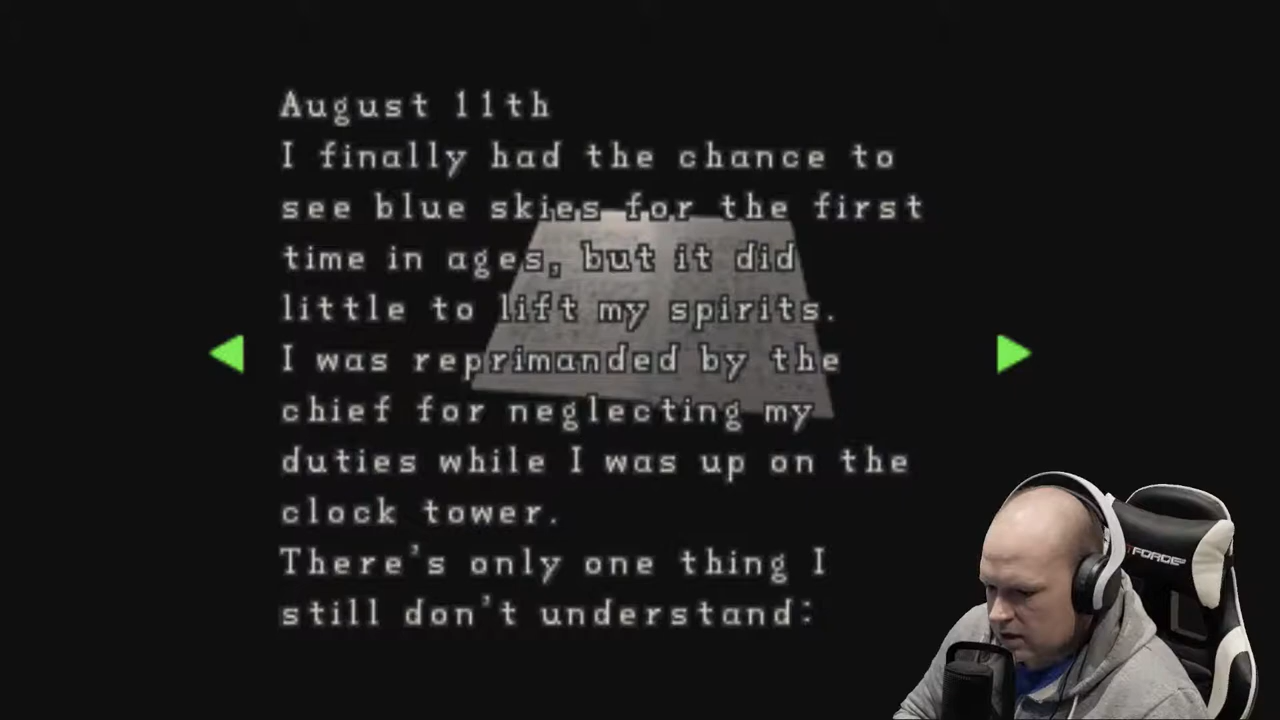 August 11th
I finally had the chance to
see blue skies for the first
time in ages, but it did
little to lift my spirits.
I was reprimanded by the
chief for neglecting my
duties while I was up on the
clock tower.
There's only one thing I
still don't understand:
FORCE